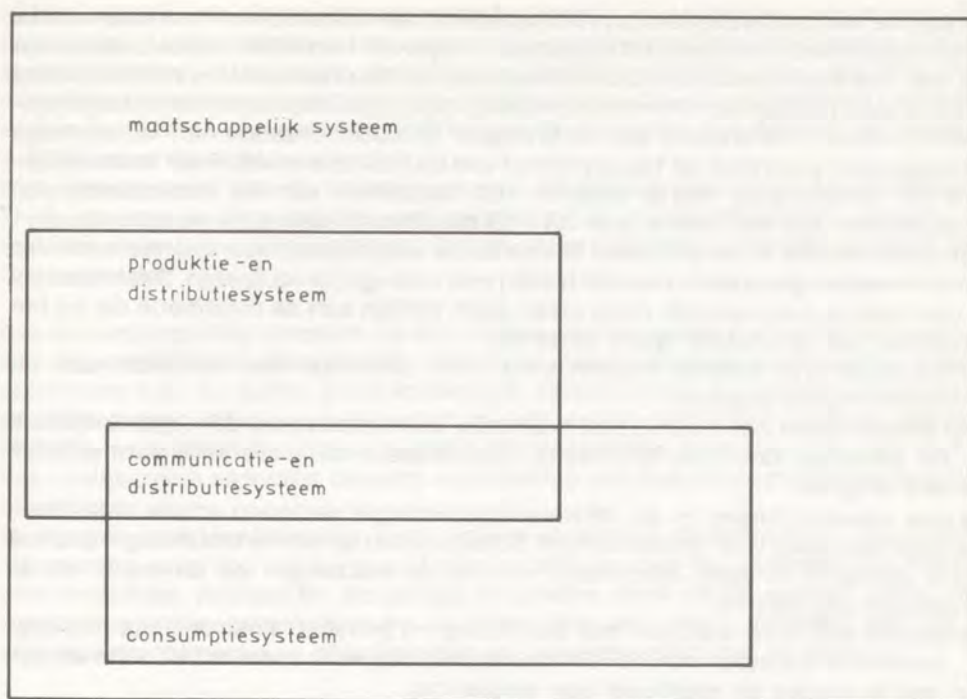 maatschappelijk systeem
produktie-en
distributiesysteem
communicatie-en
distributiesysteem
consumptiesysteem